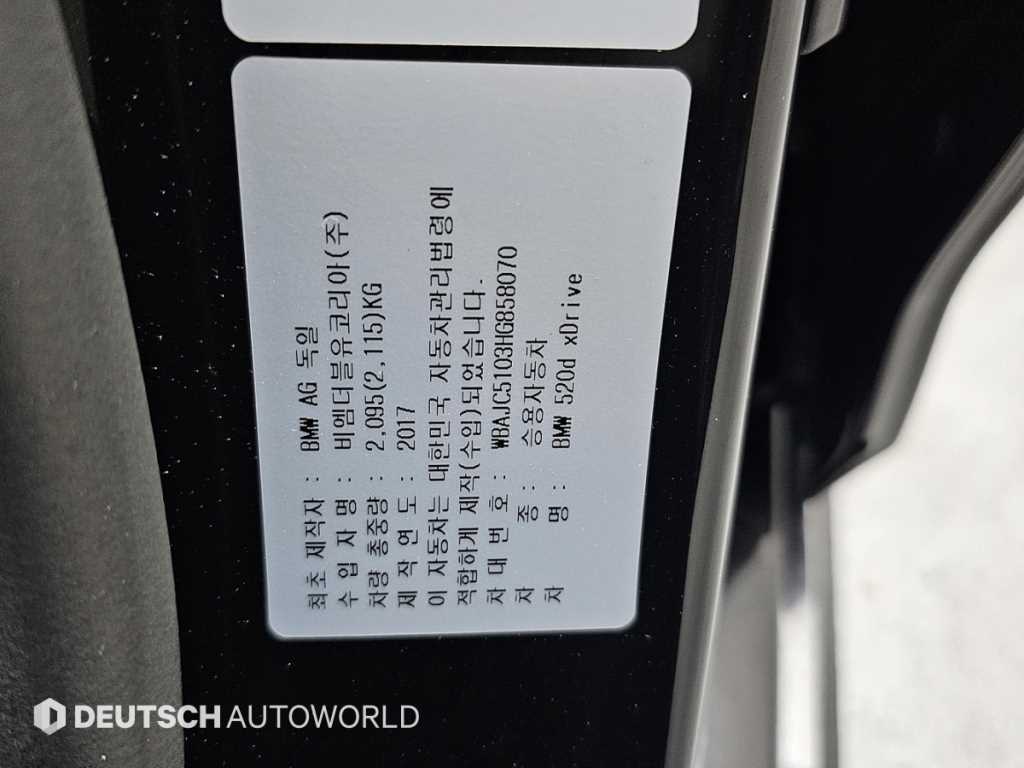 최초 제작자 : BMW AG 독일
수 입 자 명 : 비엠더블유코리아(주)
차량 총중량 : 2,095(2,115)KG
제 작 연 도 : 2017
이 자동차는 대한민국 자동차관리법령에
적합하게 제작(수입)되었습니다.
차 대 번 호 : WBAJC5103HG858070
차 종 : 승용자동차
차 명 : BMW 520d xDrive
DEUTSCH AUTOWORLD